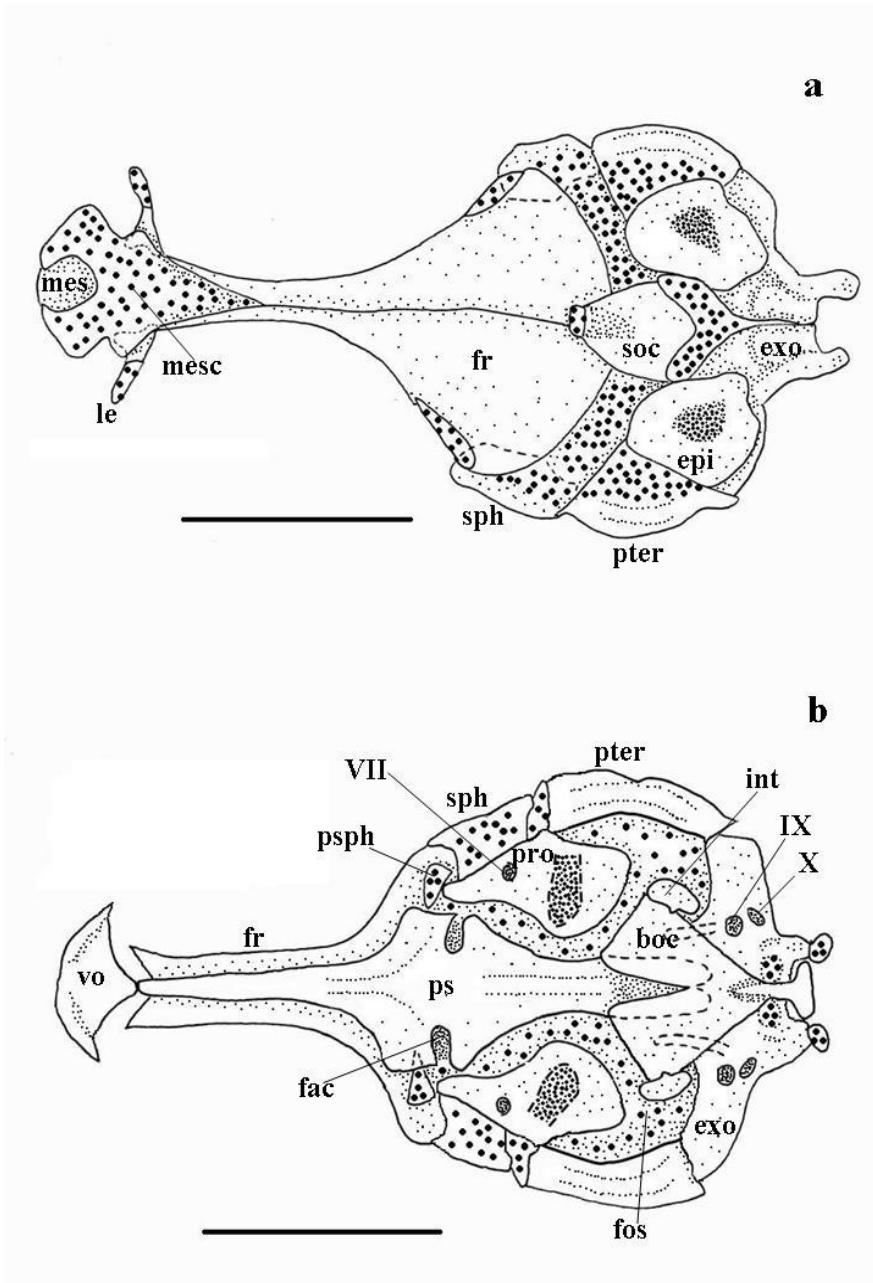 a
mes
mesc
le
fr
soc
exo
epi
sph
pter
b
pter
VII
int
sph
IX
psph
pro
X
fr
boc
vo
ps
fac
exo
fos